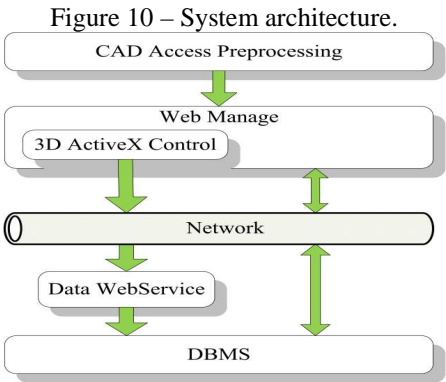 Figure 10 – System architecture.
CAD Access Preprocessing
Web Manage
3D ActiveX Control
Network
Data WebService
DBMS